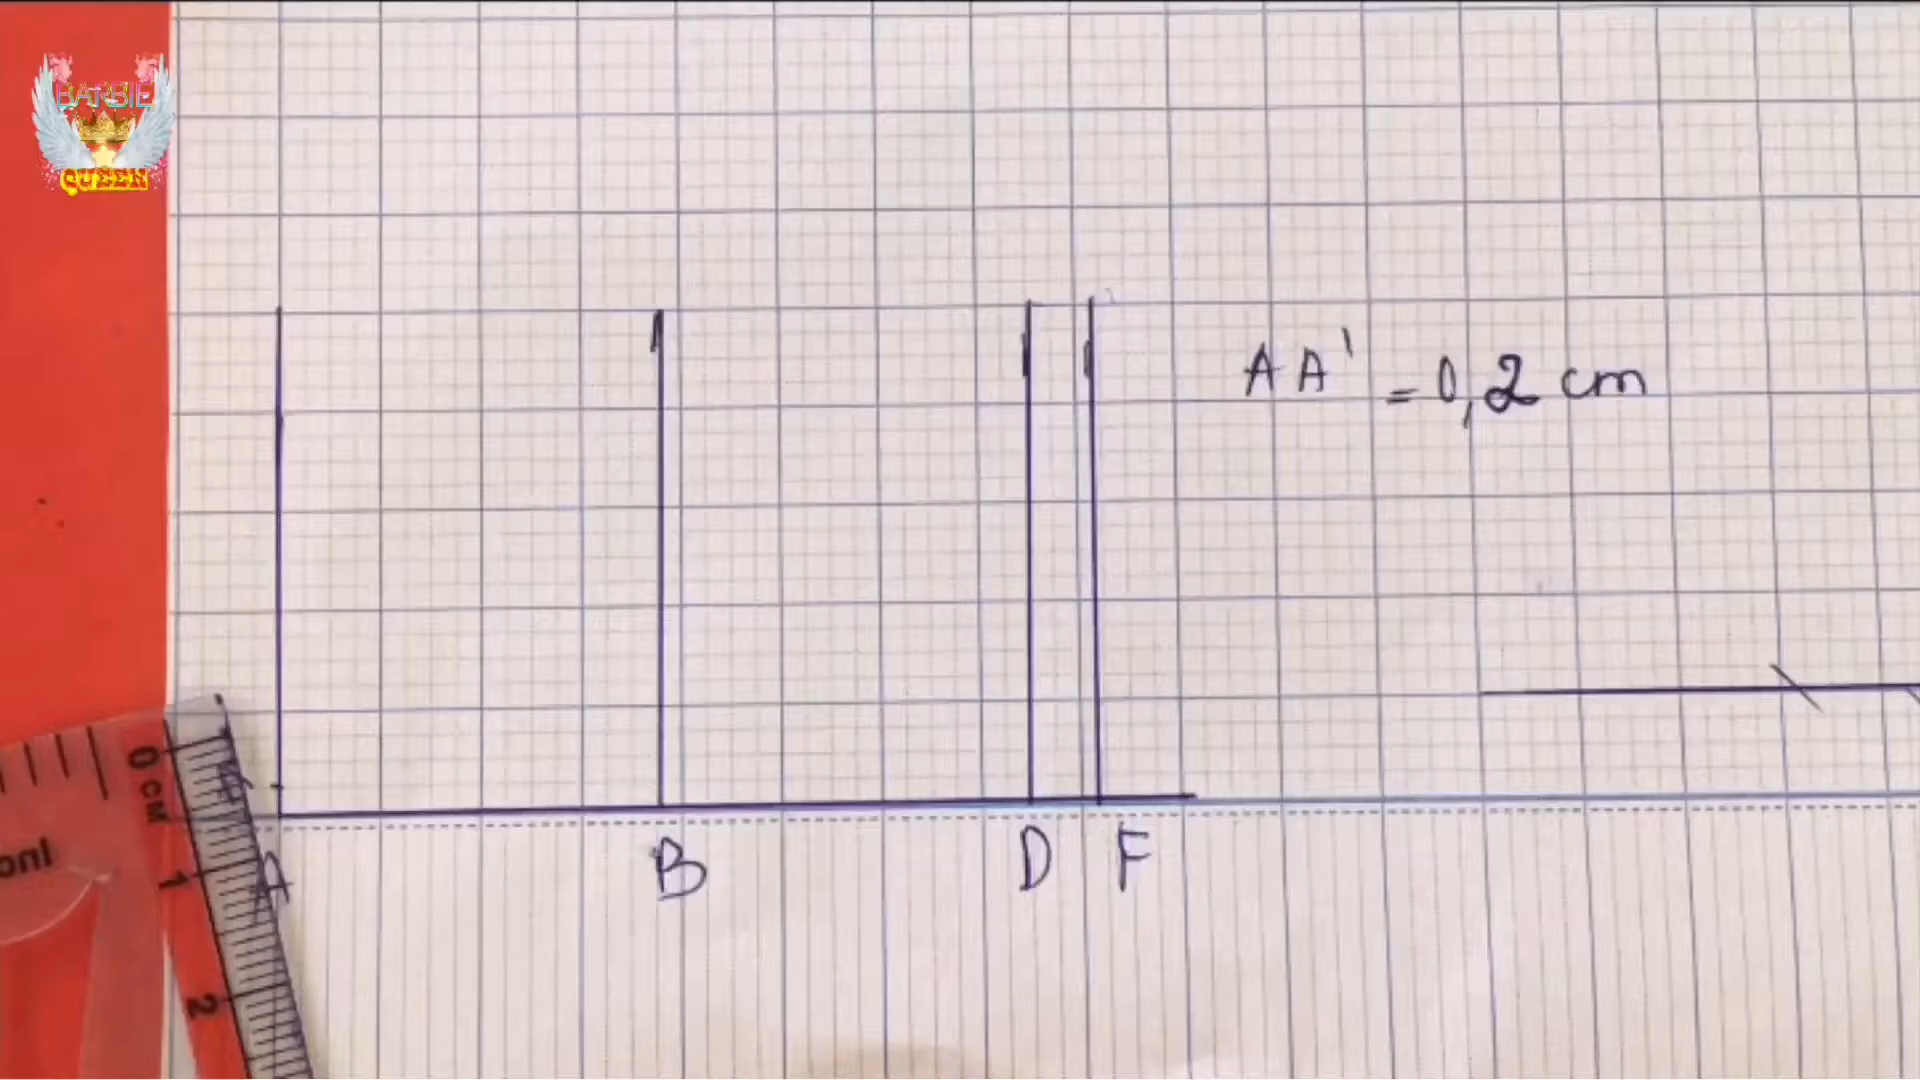 BARBIE
QUEEN
AA' = 0,2 cm
0 CM
1
2
A
B D F